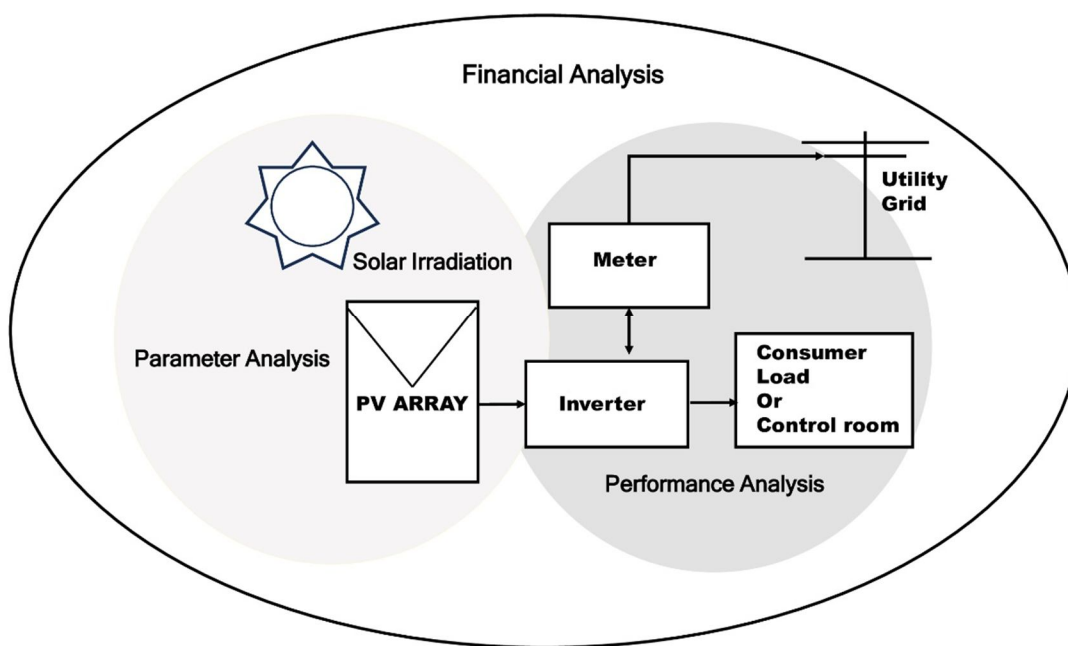 Financial Analysis
Utility
Grid
Meter
Solar Irradiation
Parameter Analysis
PV ARRAY
Inverter
Consumer
Load
Or
Control room
Performance Analysis